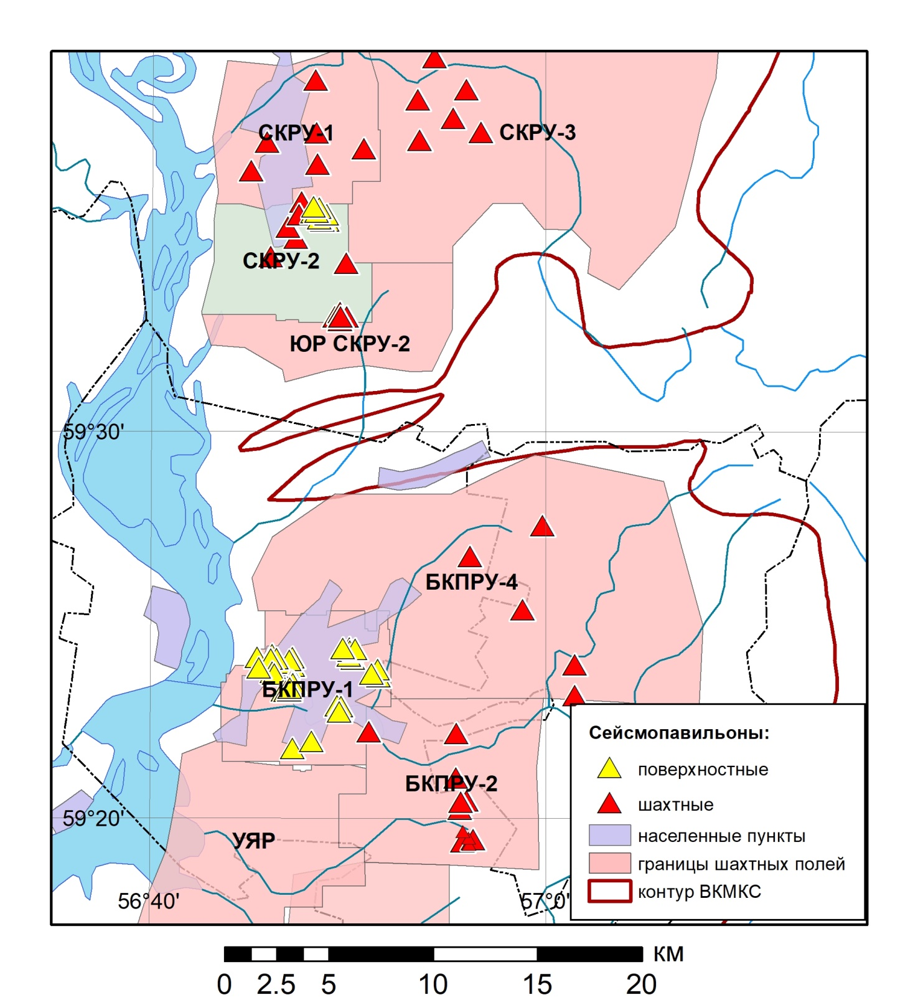 СКРУ-1
СКРУ-3
СКРУ-2
ЮР СКРУ-2
59°30'
БКПРУ-4
БКПРУ-1
БКПРУ-2
59°20'
УЯР
56°40'
57°0'
Сейсмопавильоны:
поверхностные
шахтные
населенные пункты
границы шахтных полей
контур ВКМКС
км
0 2.5 5 10 15 20